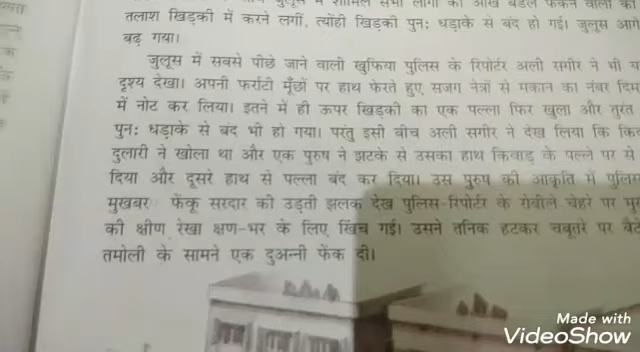 शामिल सभी लोगों की आँखें बंडल फेंकने वाली की
तलाश खिड़की में करने लगीं, त्योंही खिड़की पुन: धड़ाके से बंद हो गई। जुलूस आगे
बढ़ गया।
जुलूस में सबसे पीछे जाने वाली खुफिया पुलिस के रिपोर्टर अली सगीर ने भी य
दृश्य देखा। अपनी फर्राटी मूँछों पर हाथ फेरते हुए सजग नेत्रों से मकान का नंबर दिम
में नोट कर लिया। इतने में ही ऊपर खिड़की का एक पल्ला फिर खुला और तुरंत
पुन: धड़ाके से बंद भी हो गया। परंतु इसी बीच अली सगीर ने देख लिया कि किव
दुलारी ने खोला था और एक पुरुष ने झटके से उसका हाथ किवाड़ के पल्ले पर से
दिया और दूसरे हाथ से पल्ला बंद कर दिया। उस पुरुष की आकृति में पुलिस
मुखबर फेंकू सरदार की उड़ती झलक देख पुलिस-रिपोर्टर के रोबीले चेहरे पर मु
की क्षीण रेखा क्षण-भर के लिए खिंच गई। उसने तनिक हटकर चबूतरे पर बैठे
तमोली के सामने एक दुअन्नी फेंक दी।
Made with
VideoShow